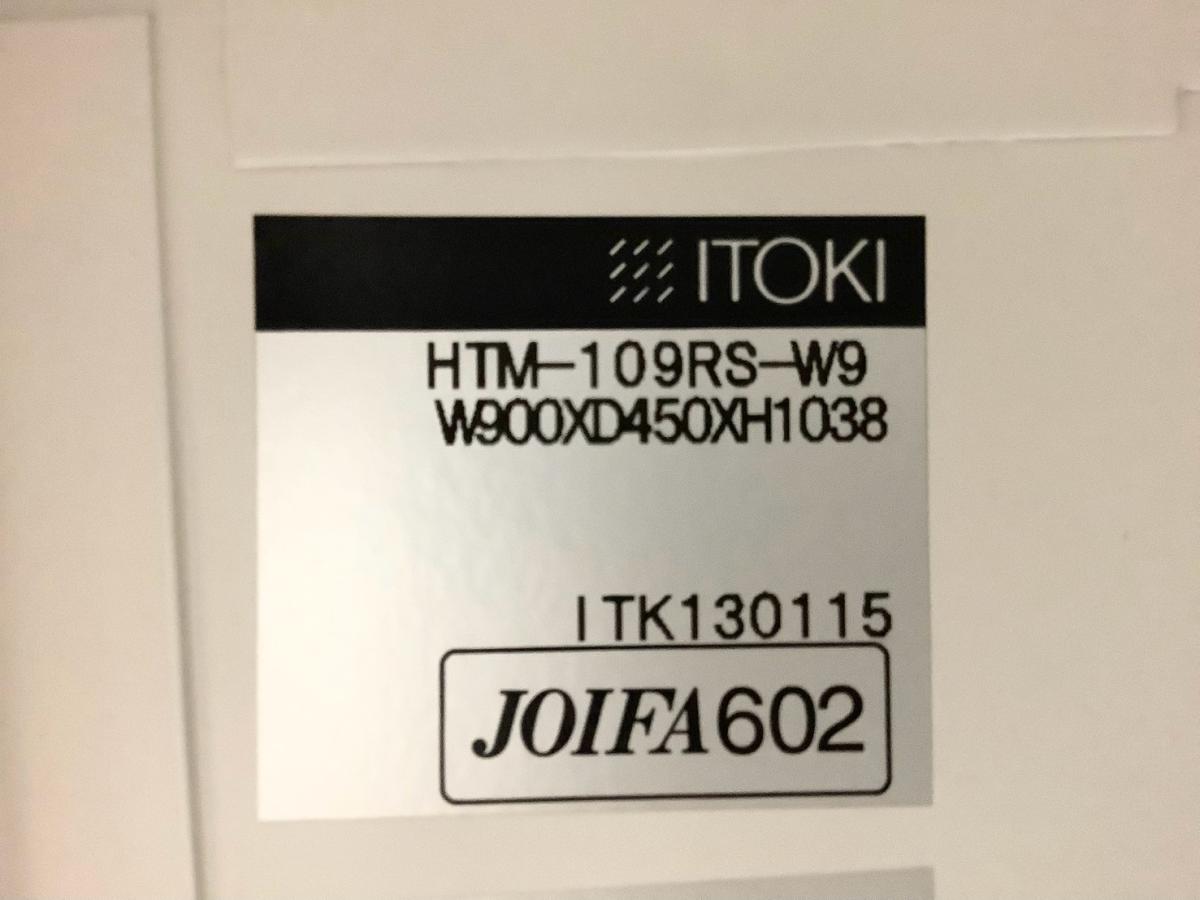 ITOKI
HTM-109RS-W9
W900XD450XH1038
ITK130115
JOIFA602